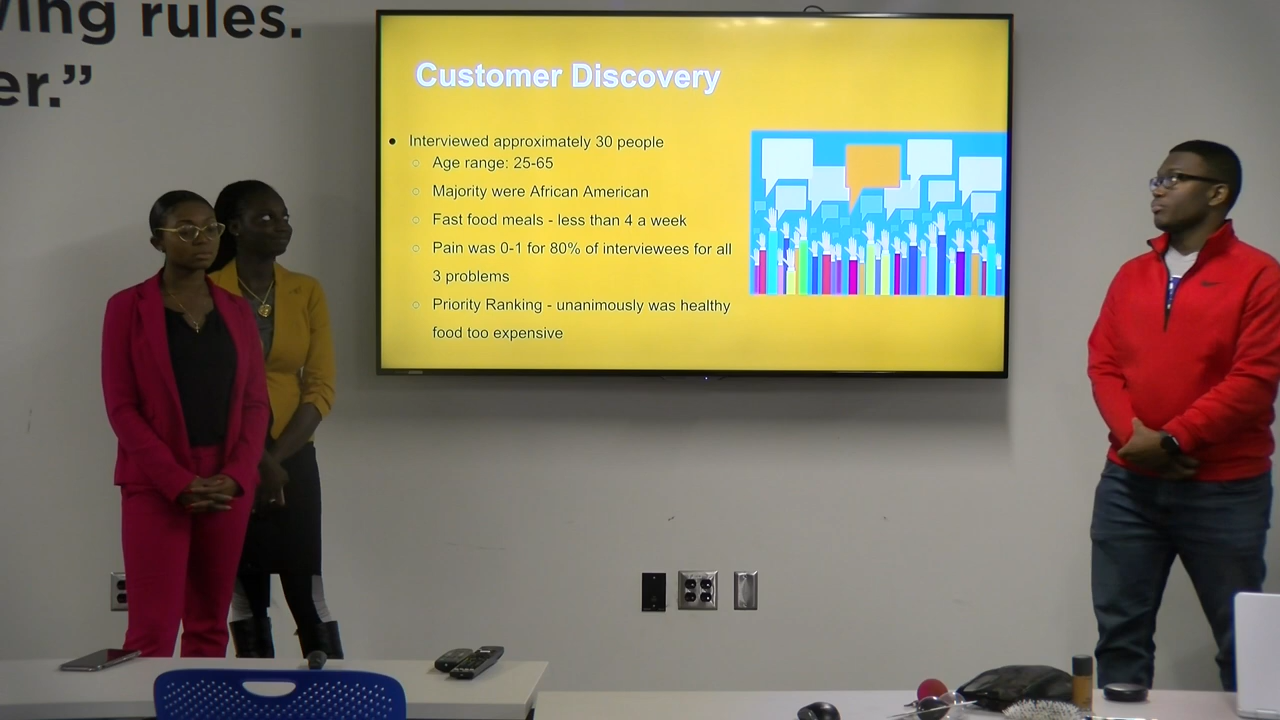 ing rules.
er.”
Customer Discovery
● Interviewed approximately 30 people
○ Age range: 25-65
○ Majority were African American
○ Fast food meals - less than 4 a week
○ Pain was 0-1 for 80% of interviewees for all
3 problems
○ Priority Ranking - unanimously was healthy
food too expensive